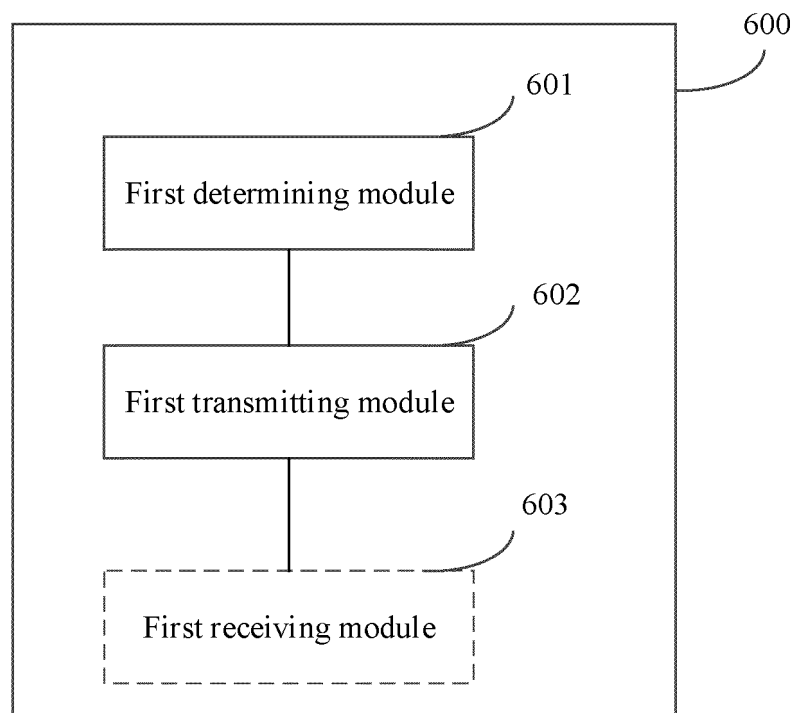 600
601
First determining module
602
First transmitting module
603
First receiving module